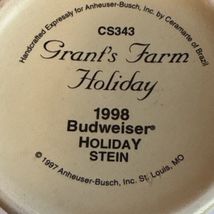 Handcrafted Expressly for Anheuser-Busch, Inc. by Ceramarte of Brazil
CS343
Grant's Farm
Holiday
1998
Budweiser®
HOLIDAY
STEIN
© 1997 Anheuser-Busch, Inc. St. Louis, MO